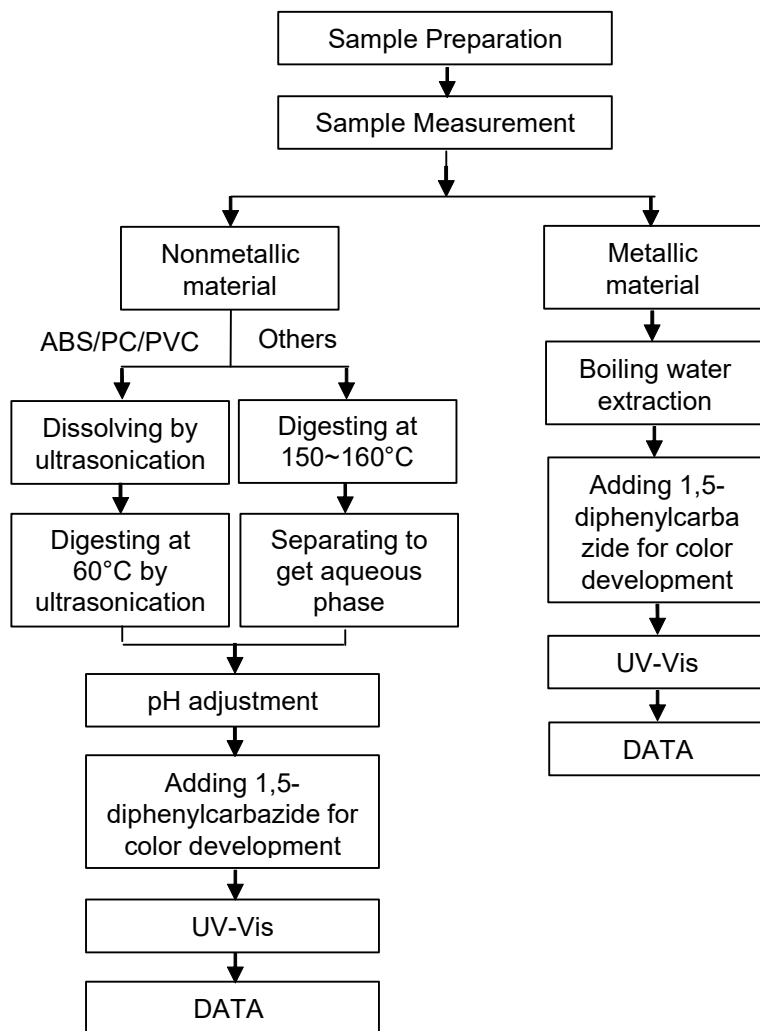 Sample Preparation
Sample Measurement
Nonmetallic
material
Metallic
material
ABS/PC/PVC
Others
Boiling water
extraction
Dissolving by
ultrasonication
Digesting at
150~160°C
Adding 1,5-
diphenylcarba
zide for color
development
Digesting at
60°C by
ultrasonication
Separating to
get aqueous
phase
UV-Vis
pH adjustment
DATA
Adding 1,5-
diphenylcarbazide for
color development
UV-Vis
DATA